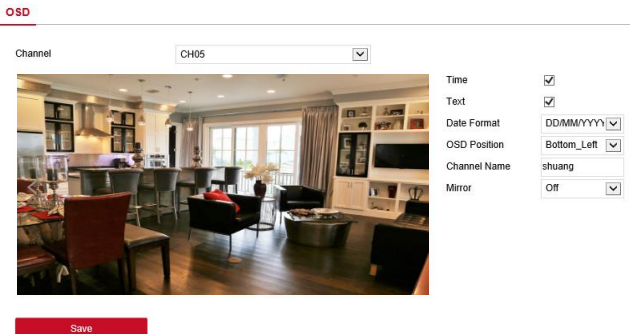 OSD
Channel CH05
Time
Text
Date Format DD/MM/YYYY
OSD Position Bottom_Left
Channel Name shuang
Mirror Off
Save